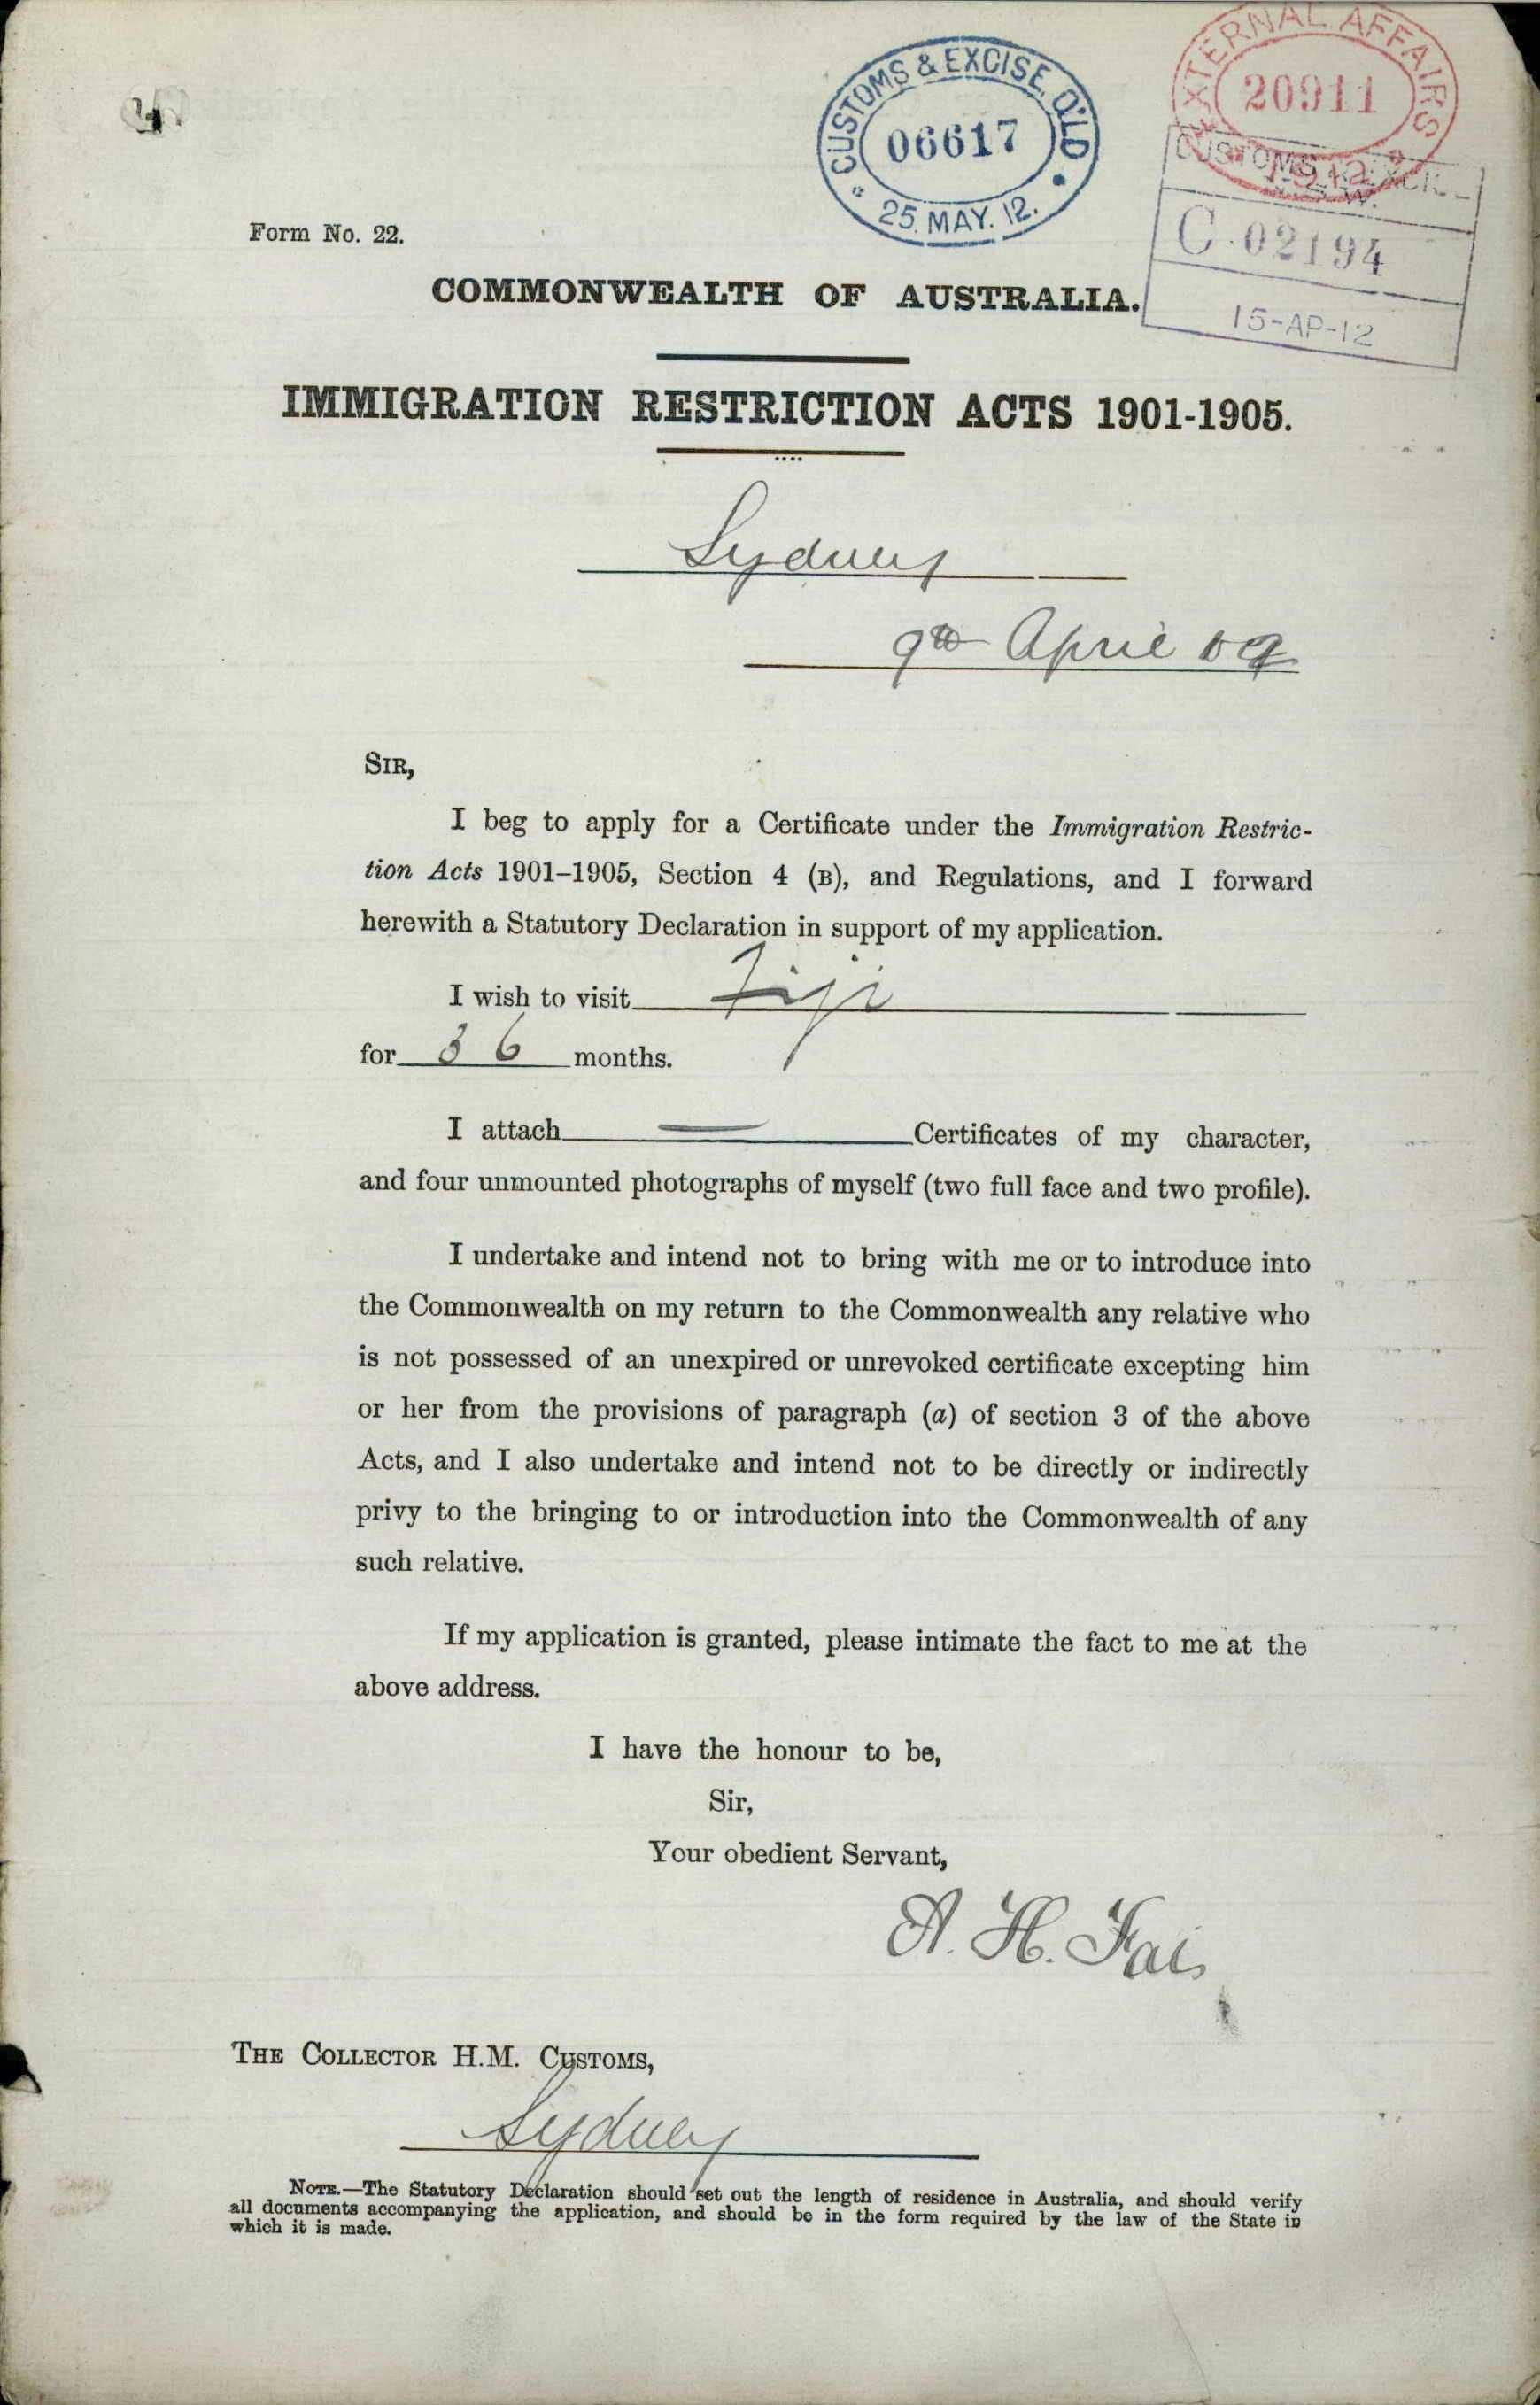 CUSTOMS & EXCISE, Q'LD
06617
25. MAY. 12.
EXTERNAL AFFAIRS
20911
1912
CUSTOMS
C. 02194
15-AP-12
Form No. 22.
COMMONWEALTH OF AUSTRALIA.
IMMIGRATION RESTRICTION ACTS 1901-1905.
Sydney
9th April 09
SIR,
I beg to apply for a Certificate under the Immigration Restric-
tion Acts 1901–1905, Section 4 (B), and Regulations, and I forward
herewith a Statutory Declaration in support of my application.
I wish to visit Fiji
for 36 months.
I attach — Certificates of my character,
and four unmounted photographs of myself (two full face and two profile).
I undertake and intend not to bring with me or to introduce into
the Commonwealth on my return to the Commonwealth any relative who
is not possessed of an unexpired or unrevoked certificate excepting him
or her from the provisions of paragraph (a) of section 3 of the above
Acts, and I also undertake and intend not to be directly or indirectly
privy to the bringing to or introduction into the Commonwealth of any
such relative.
If my application is granted, please intimate the fact to me at the
above address.
I have the honour to be,
Sir,
Your obedient Servant,
A. H. Fai
THE COLLECTOR H.M. CUSTOMS,
Sydney
NOTE.—The Statutory Declaration should set out the length of residence in Australia, and should verify
all documents accompanying the application, and should be in the form required by the law of the State in
which it is made.